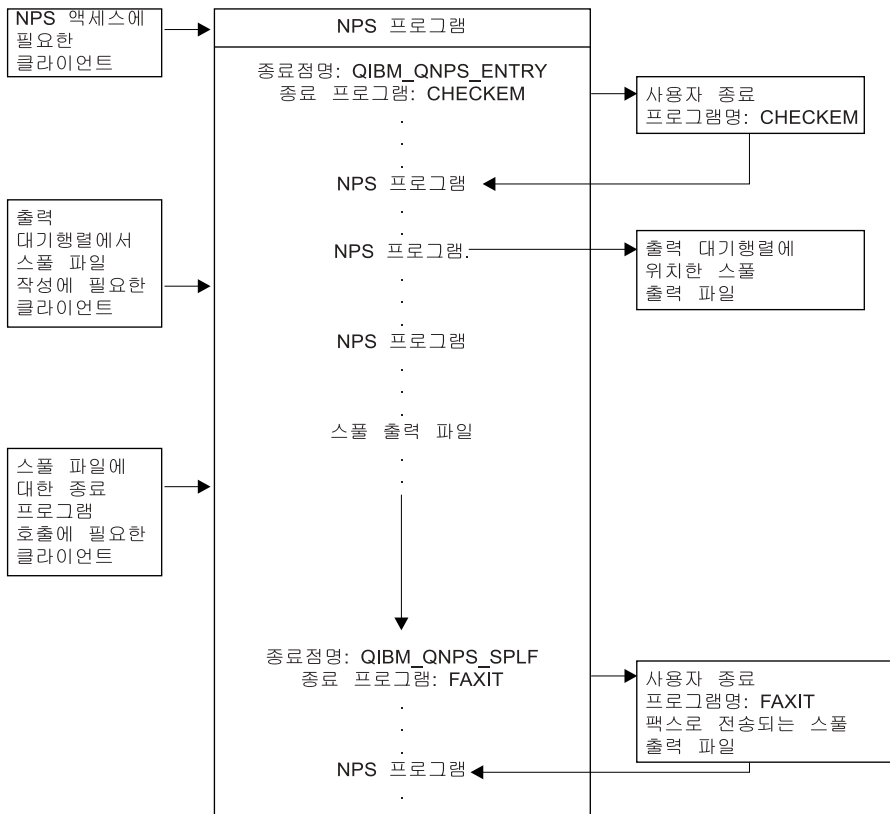 NPS 액세스에
필요한
클라이언트
NPS 프로그램
종료점명: QIBM_QNPS_ENTRY
종료 프로그램: CHECKEM
사용자 종료
프로그램명: CHECKEM
NPS 프로그램
출력
대기행렬에서
스풀 파일
작성에 필요한
클라이언트
NPS 프로그램.
출력 대기행렬에
위치한 스풀
출력 파일
NPS 프로그램
스풀 출력 파일
스풀 파일에
대한 종료
프로그램
호출에 필요한
클라이언트
종료점명: QIBM_QNPS_SPLF
종료 프로그램: FAXIT
사용자 종료
프로그램명: FAXIT
팩스로 전송되는 스풀
출력 파일
NPS 프로그램